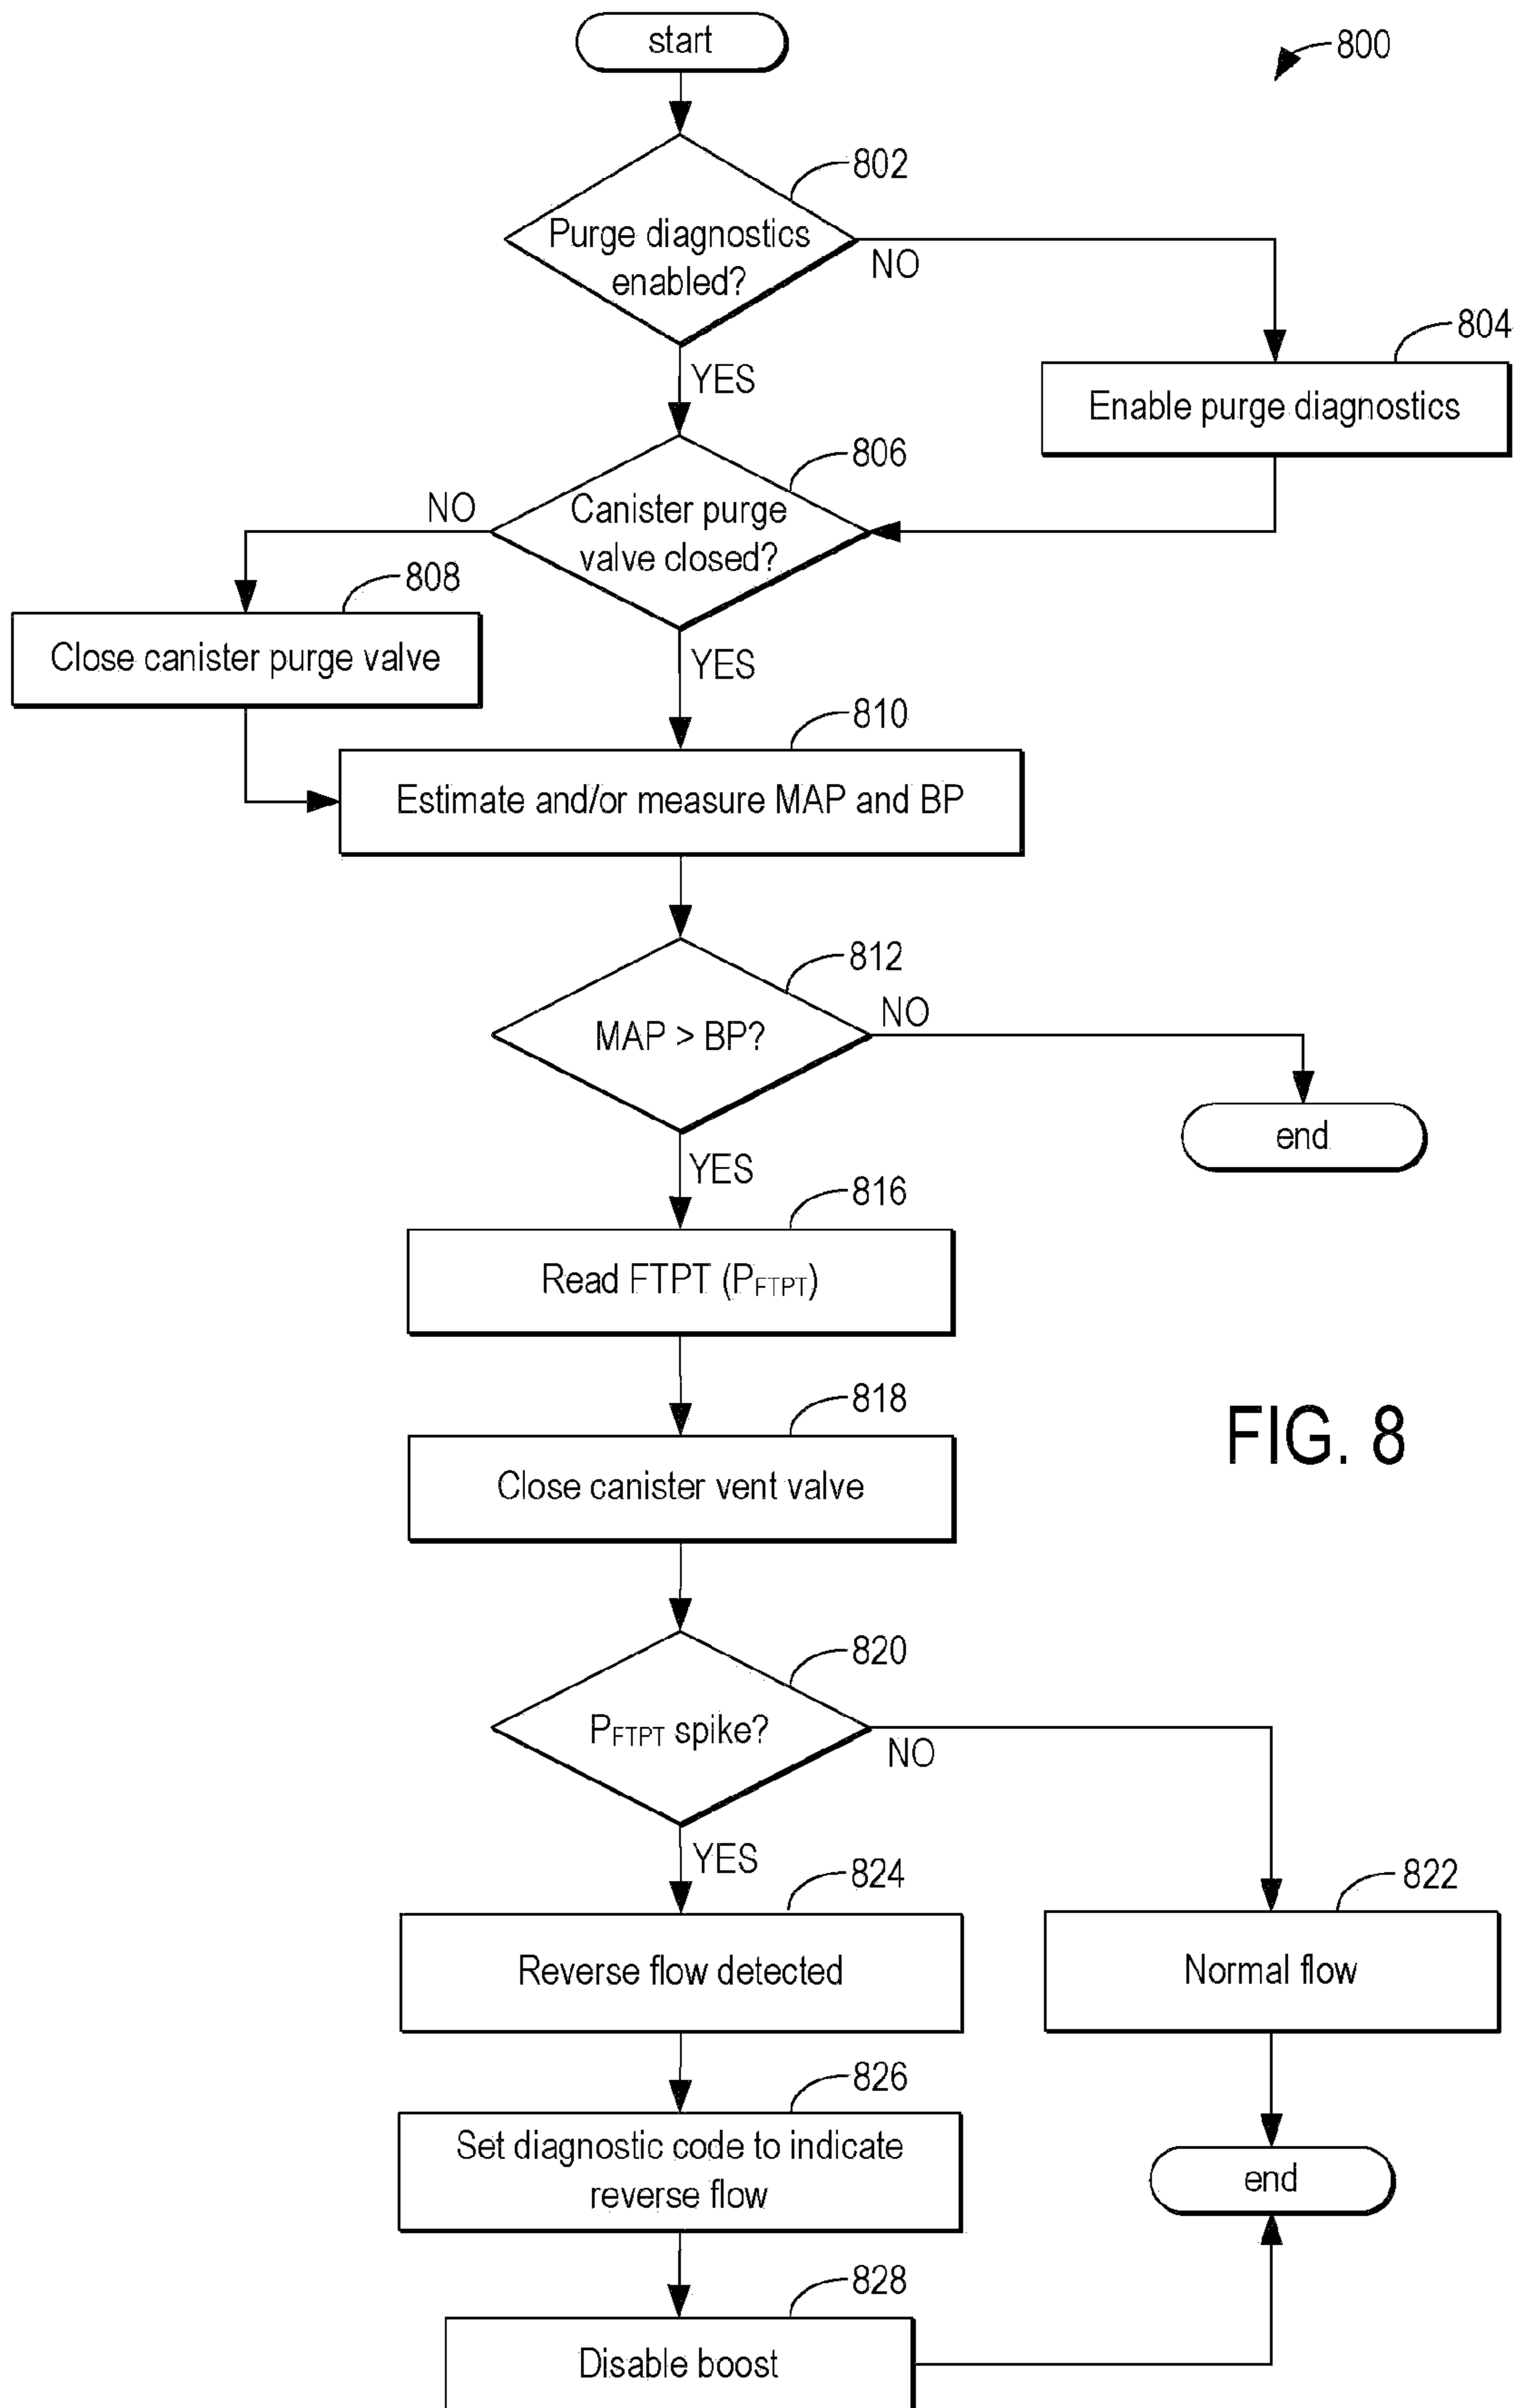 start
800
802
Purge diagnostics
enabled?
NO
YES
804
Enable purge diagnostics
806
Canister purge
valve closed?
NO
808
Close canister purge valve
YES
810
Estimate and/or measure MAP and BP
812
MAP > BP?
NO
end
YES
816
Read FTPT (PFTPT)
818
Close canister vent valve
FIG. 8
820
PFTPT spike?
NO
YES
824
Reverse flow detected
822
Normal flow
826
Set diagnostic code to indicate
reverse flow
end
828
Disable boost